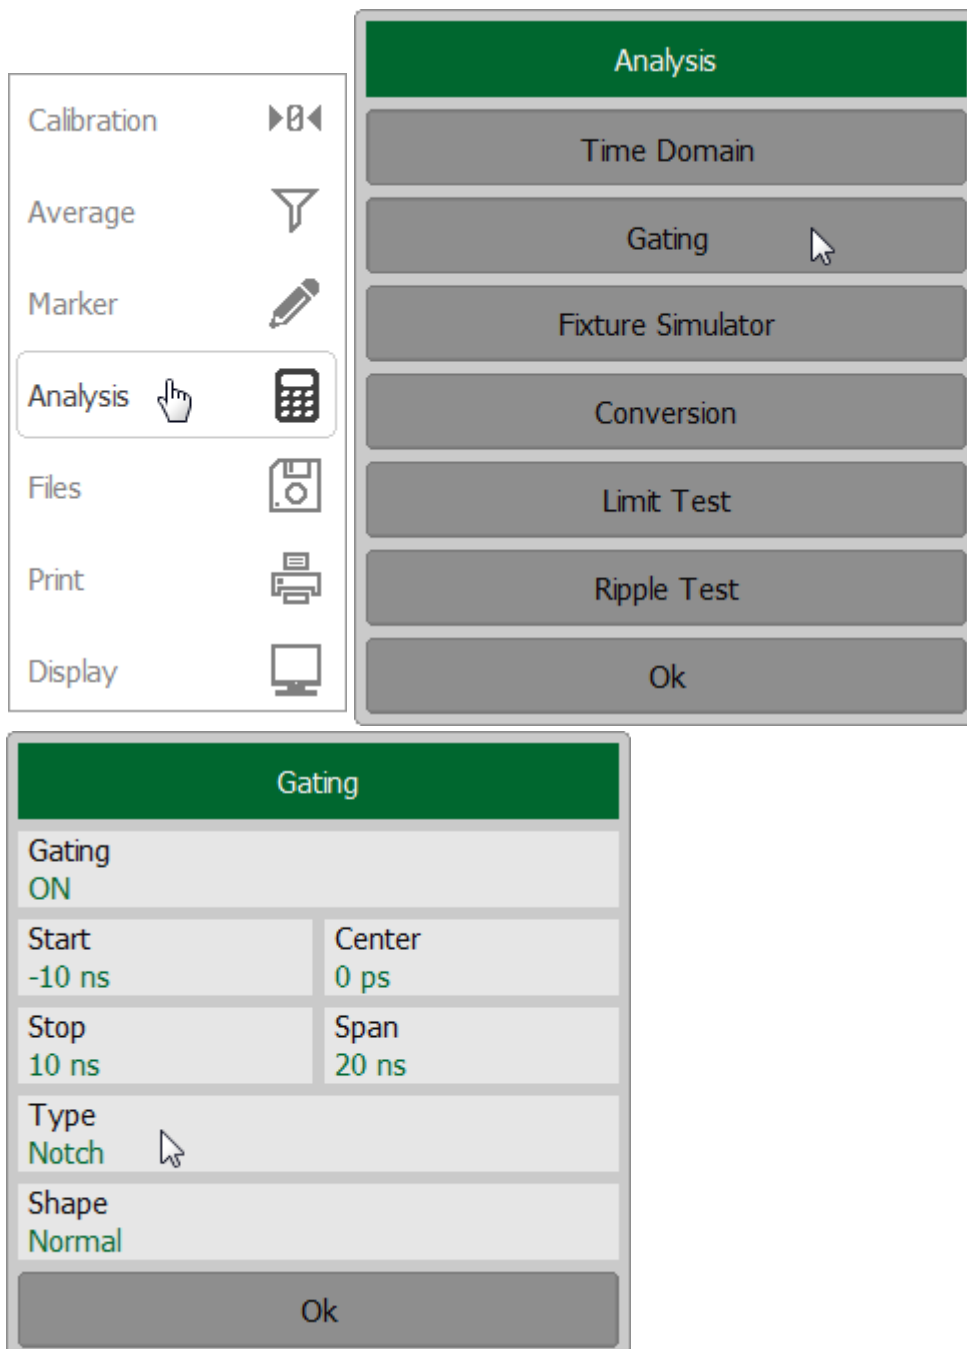 Calibration
Average
Marker
Analysis
Files
Print
Display
Analysis
Time Domain
Gating
Fixture Simulator
Conversion
Limit Test
Ripple Test
Ok
Gating
Gating
ON
Start
-10 ns
Center
0 ps
Stop
10 ns
Span
20 ns
Type
Notch
Shape
Normal
Ok